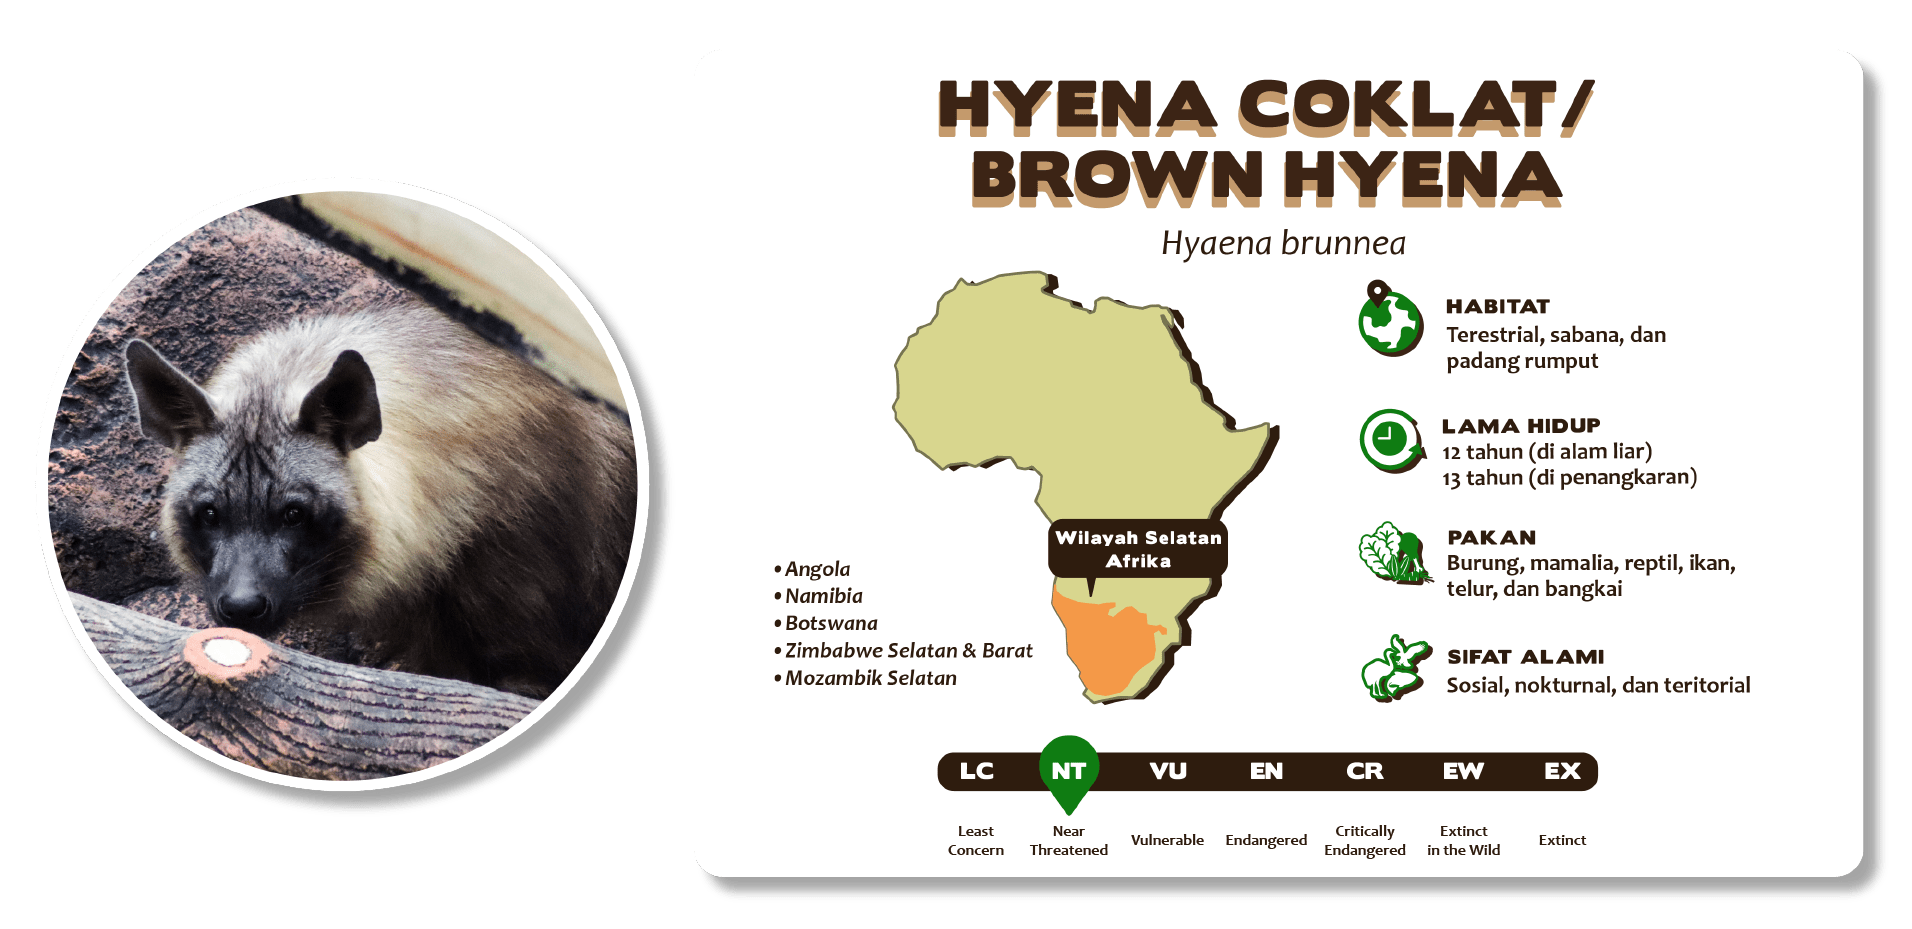 HYENA COKLAT/
BROWN HYENA
Hyaena brunnea
Wilayah Selatan
Afrika
• Angola
• Namibia
• Botswana
• Zimbabwe Selatan & Barat
• Mozambik Selatan
HABITAT
Terestrial, sabana, dan
padang rumput
LAMA HIDUP
12 tahun (di alam liar)
13 tahun (di penangkaran)
PAKAN
Burung, mamalia, reptil, ikan,
telur, dan bangkai
SIFAT ALAMI
Sosial, nokturnal, dan teritorial
LC NT VU EN CR EW EX
Least Concern
Near Threatened
Vulnerable
Endangered
Critically Endangered
Extinct in the Wild
Extinct